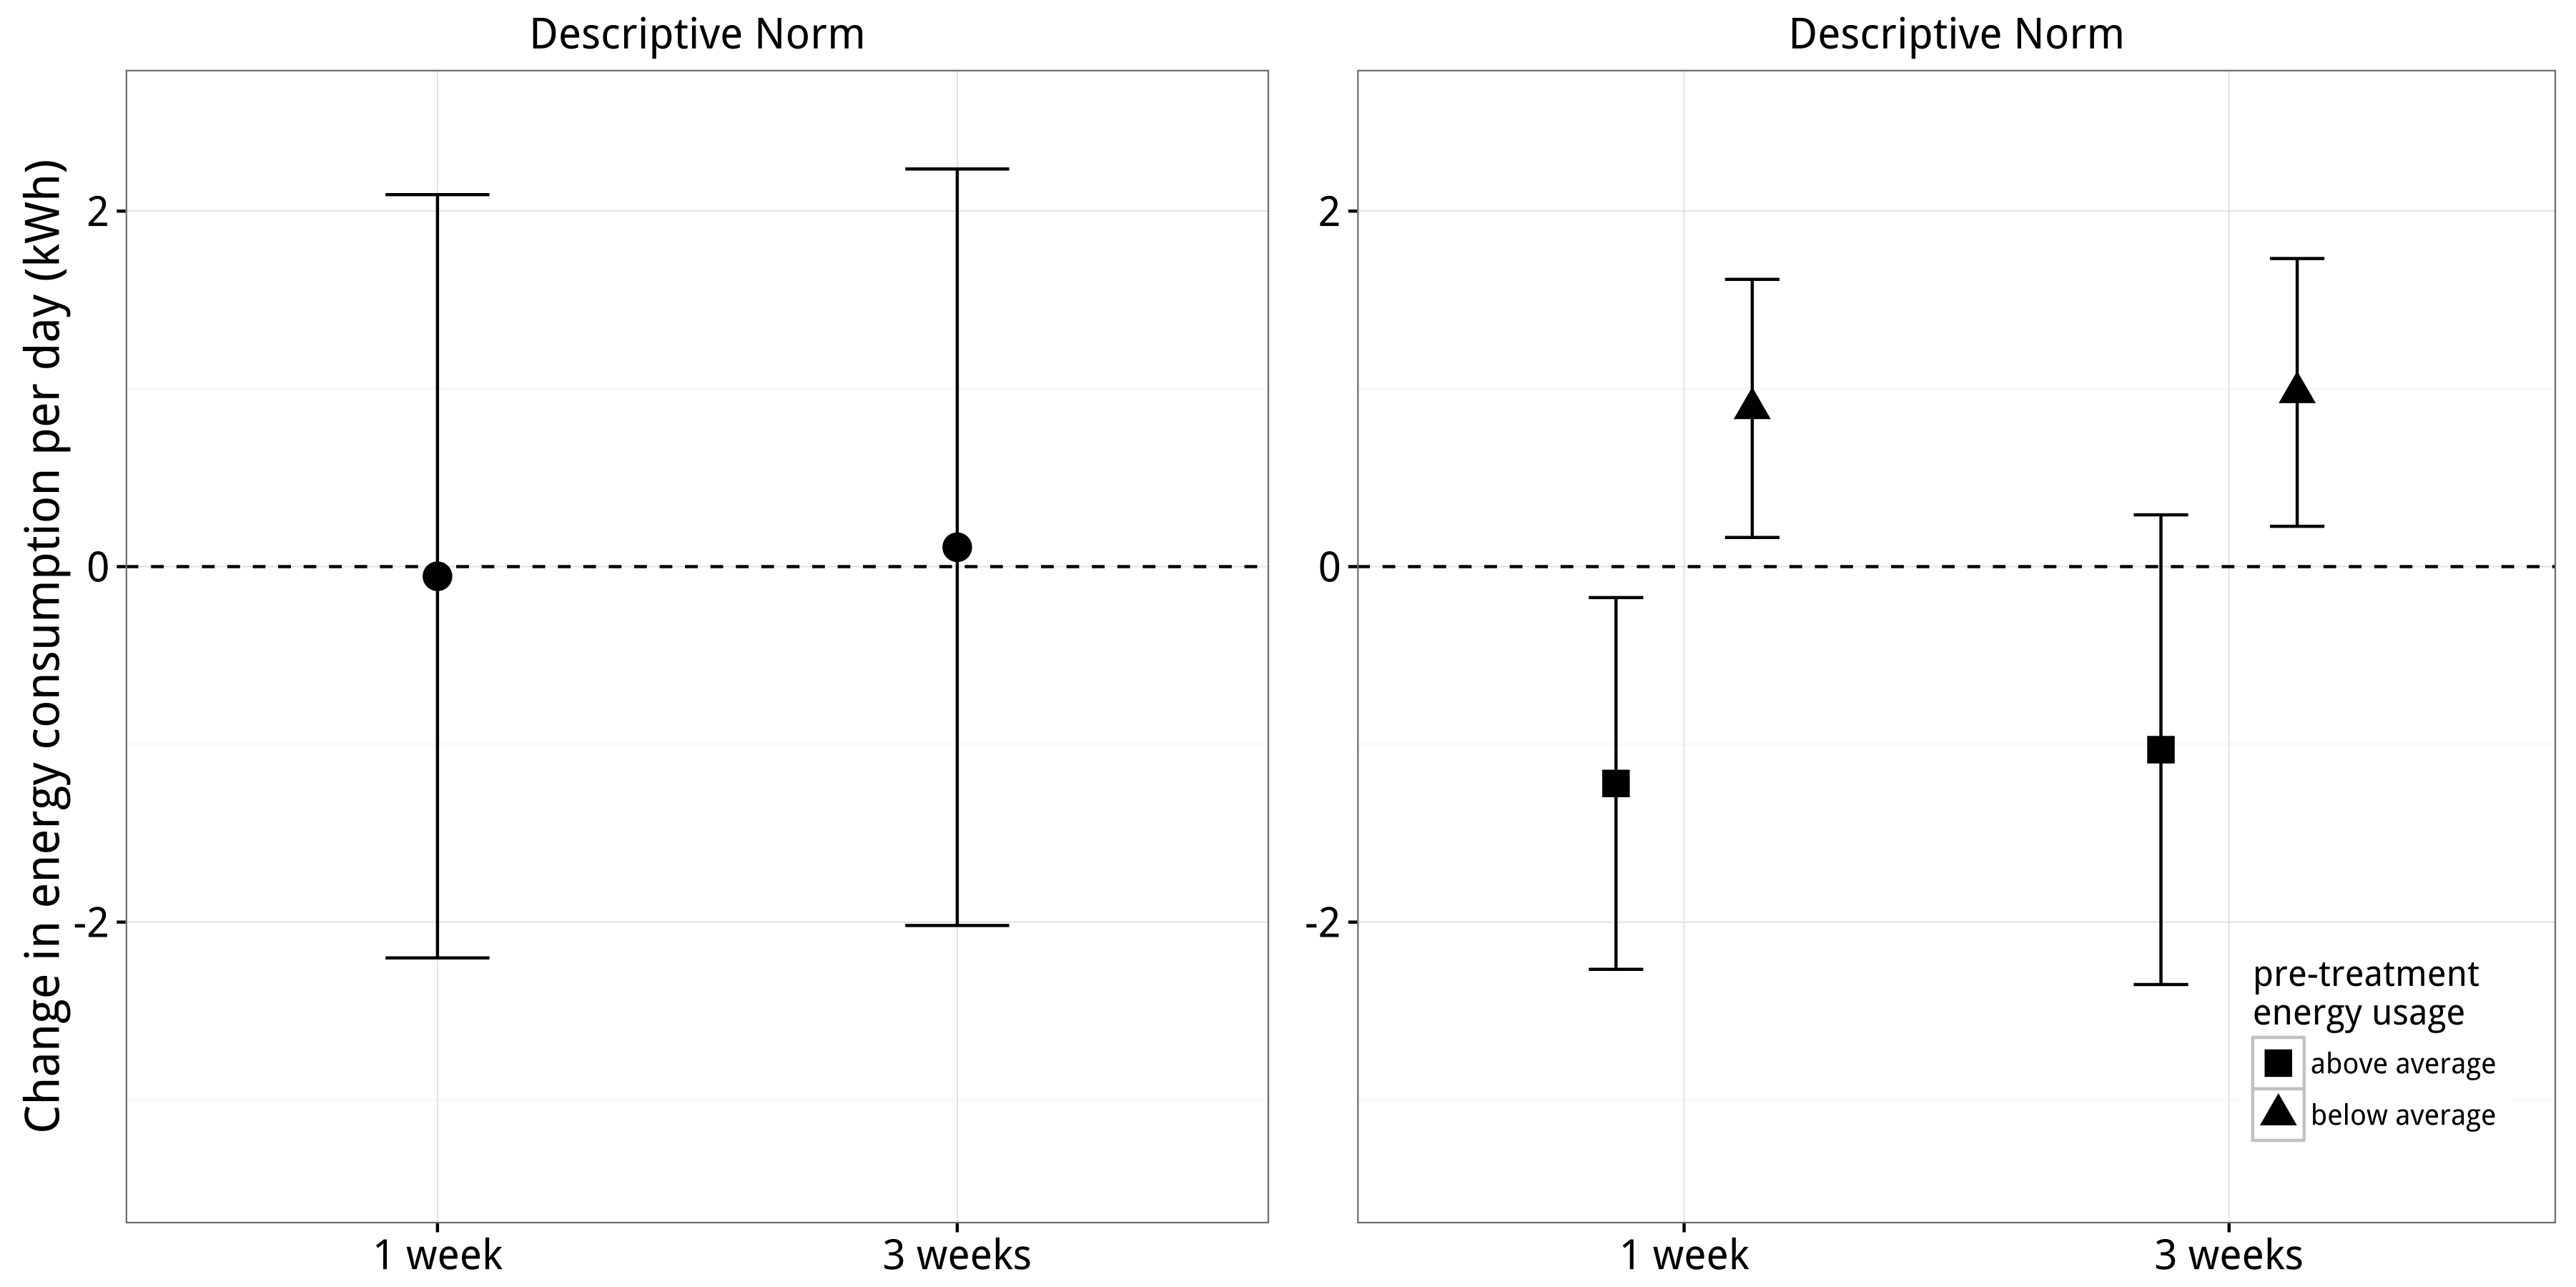 Descriptive Norm
Change in energy consumption per day (kWh)
2
0
-2
1 week
3 weeks
Descriptive Norm
2
0
-2
1 week
3 weeks
pre-treatment
energy usage
above average
below average